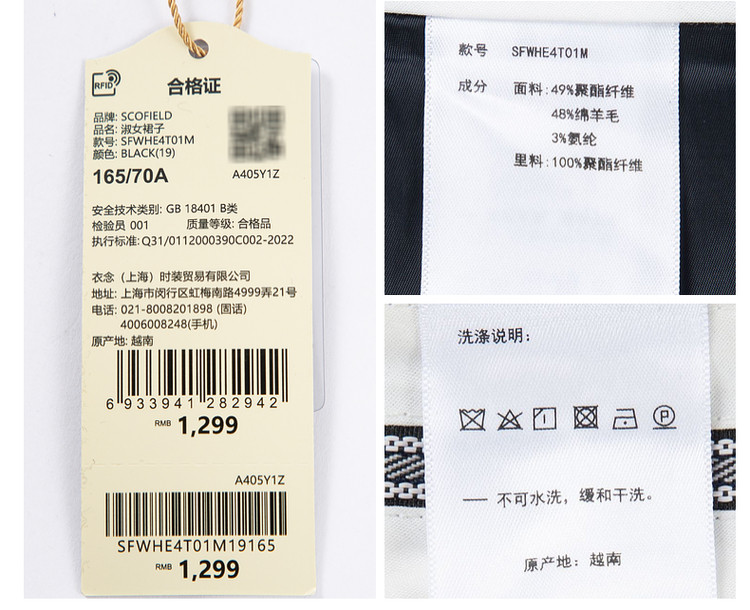 RFID
合格证
品牌: SCOFIELD
品名: 淑女裙子
款号: SFWHE4T01M
颜色: BLACK(19)
165/70A
A405Y1Z
安全技术类别: GB 18401 B类
检验员 001 质量等级: 合格品
执行标准: Q31/0112000390C002-2022
衣念（上海）时装贸易有限公司
地址: 上海市闵行区虹梅南路4999弄21号
电话: 021-8008201898 (固话)
4006008248(手机)
原产地: 越南
6 933941 282942
RMB 1,299
A405Y1Z
SFWHE4T01M19165
RMB 1,299
款号 SFWHE4T01M
成分 面料: 49%聚酯纤维
48%绵羊毛
3%氨纶
里料: 100%聚酯纤维
洗涤说明:
P
一 不可水洗，缓和干洗。
原产地: 越南